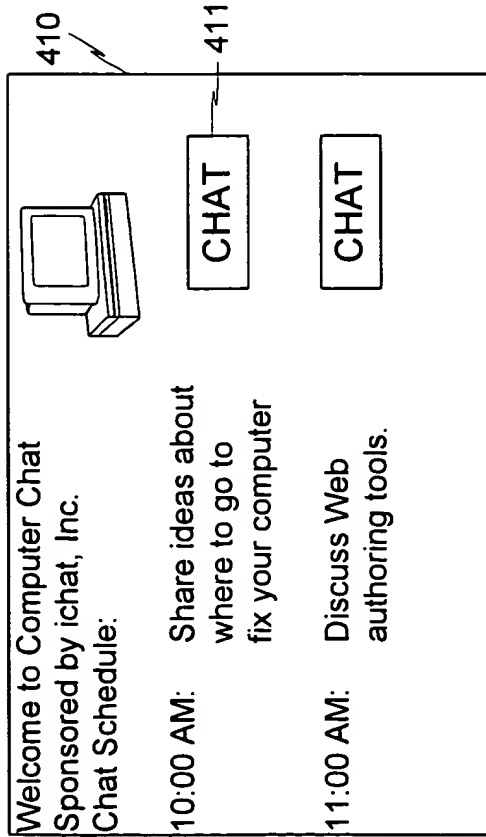 Welcome to Computer Chat
Sponsored by ichat, Inc.
Chat Schedule:
10:00 AM: Share ideas about
where to go to
fix your computer
CHAT
11:00 AM: Discuss Web
authoring tools.
CHAT
410
411